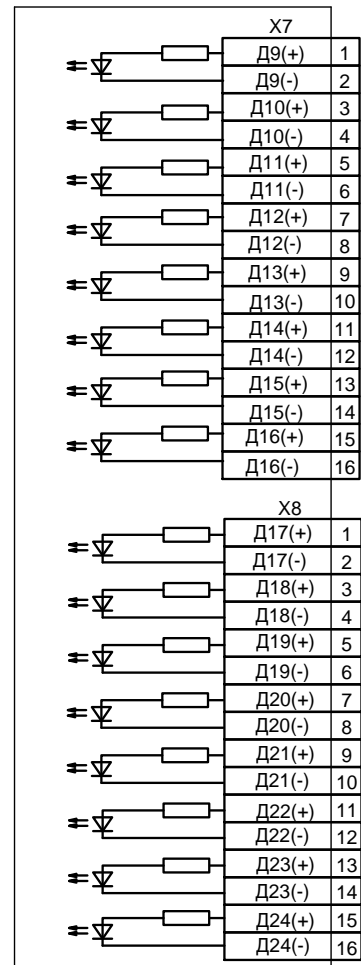 X7
Д9(+) 1
Д9(-) 2
Д10(+) 3
Д10(-) 4
Д11(+) 5
Д11(-) 6
Д12(+) 7
Д12(-) 8
Д13(+) 9
Д13(-) 10
Д14(+) 11
Д14(-) 12
Д15(+) 13
Д15(-) 14
Д16(+) 15
Д16(-) 16
X8
Д17(+) 1
Д17(-) 2
Д18(+) 3
Д18(-) 4
Д19(+) 5
Д19(-) 6
Д20(+) 7
Д20(-) 8
Д21(+) 9
Д21(-) 10
Д22(+) 11
Д22(-) 12
Д23(+) 13
Д23(-) 14
Д24(+) 15
Д24(-) 16